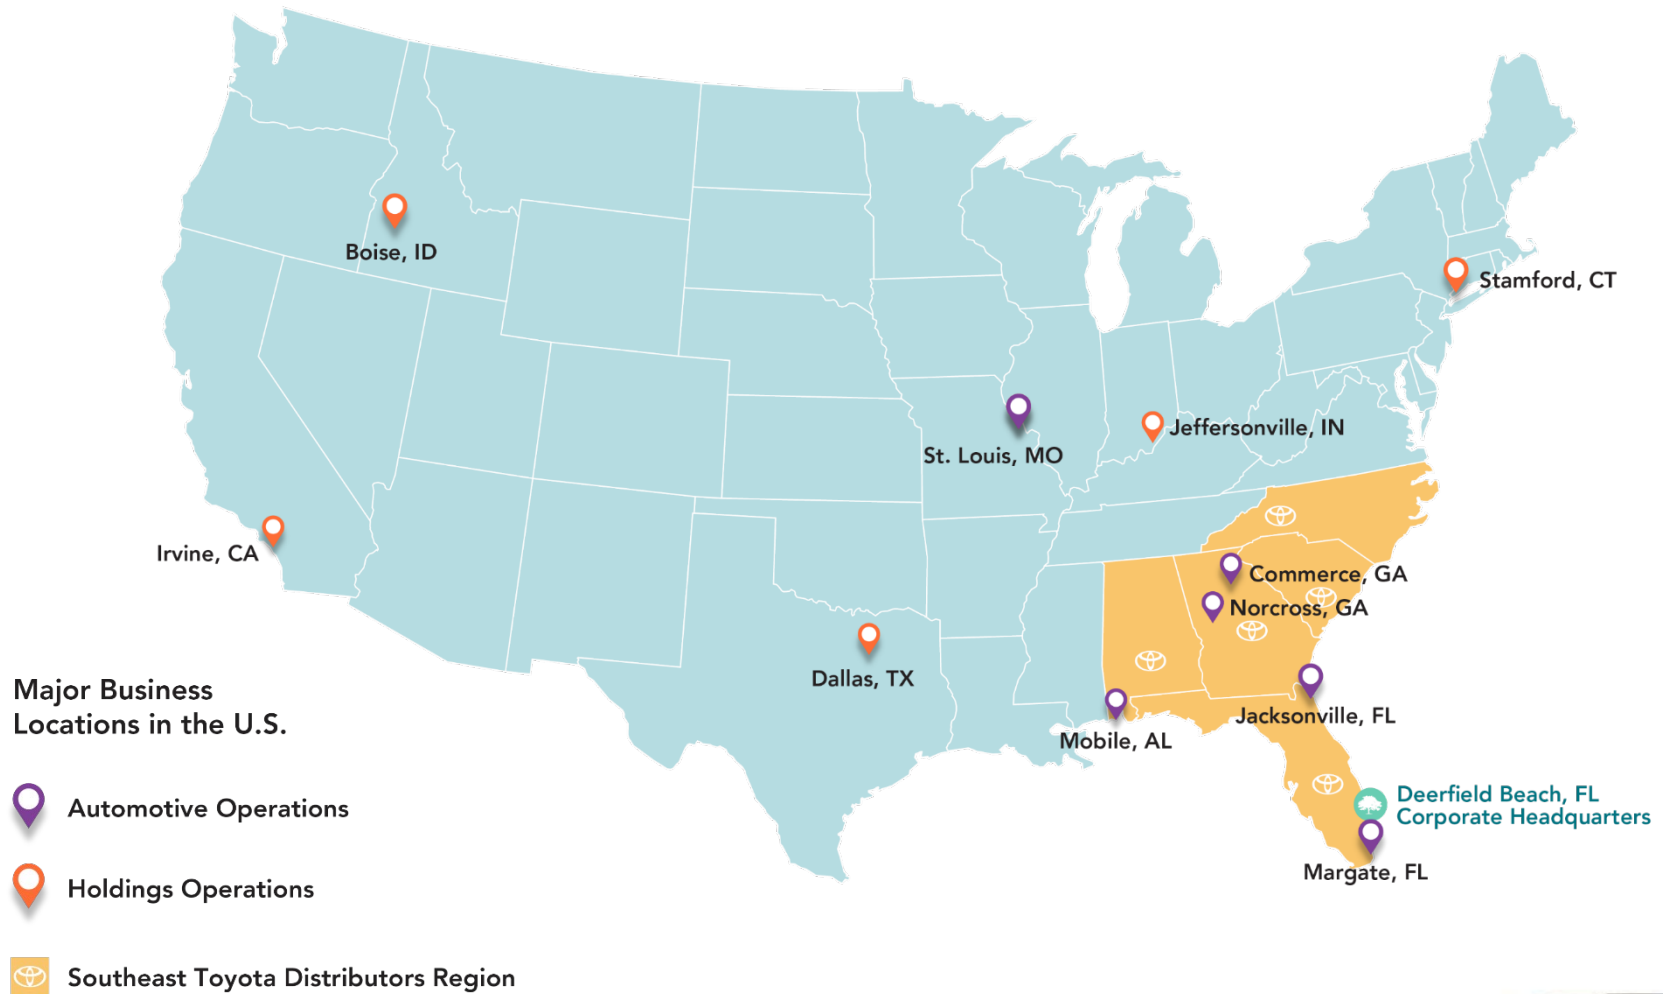 Boise, ID
Stamford, CT
St. Louis, MO
Jeffersonville, IN
Irvine, CA
Commerce, GA
Norcross, GA
Dallas, TX
Jacksonville, FL
Mobile, AL
Deerfield Beach, FL
Corporate Headquarters
Margate, FL
Major Business
Locations in the U.S.
Automotive Operations
Holdings Operations
Southeast Toyota Distributors Region